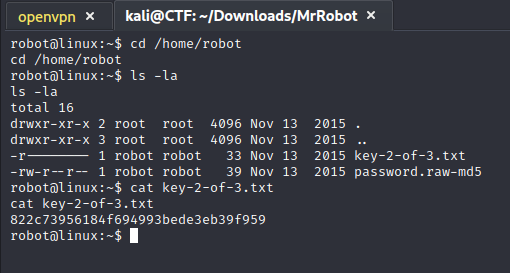 openvpn × kali@CTF: ~/Downloads/MrRobot ×
robot@linux:~$ cd /home/robot
cd /home/robot
robot@linux:~$ ls -la
ls -la
total 16
drwxr-xr-x 2 root  root  4096 Nov 13  2015 .
drwxr-xr-x 3 root  root  4096 Nov 13  2015 ..
-r-------- 1 robot robot   33 Nov 13  2015 key-2-of-3.txt
-rw-r--r-- 1 robot robot   39 Nov 13  2015 password.raw-md5
robot@linux:~$ cat key-2-of-3.txt
cat key-2-of-3.txt
822c73956184f694993bede3eb39f959
robot@linux:~$